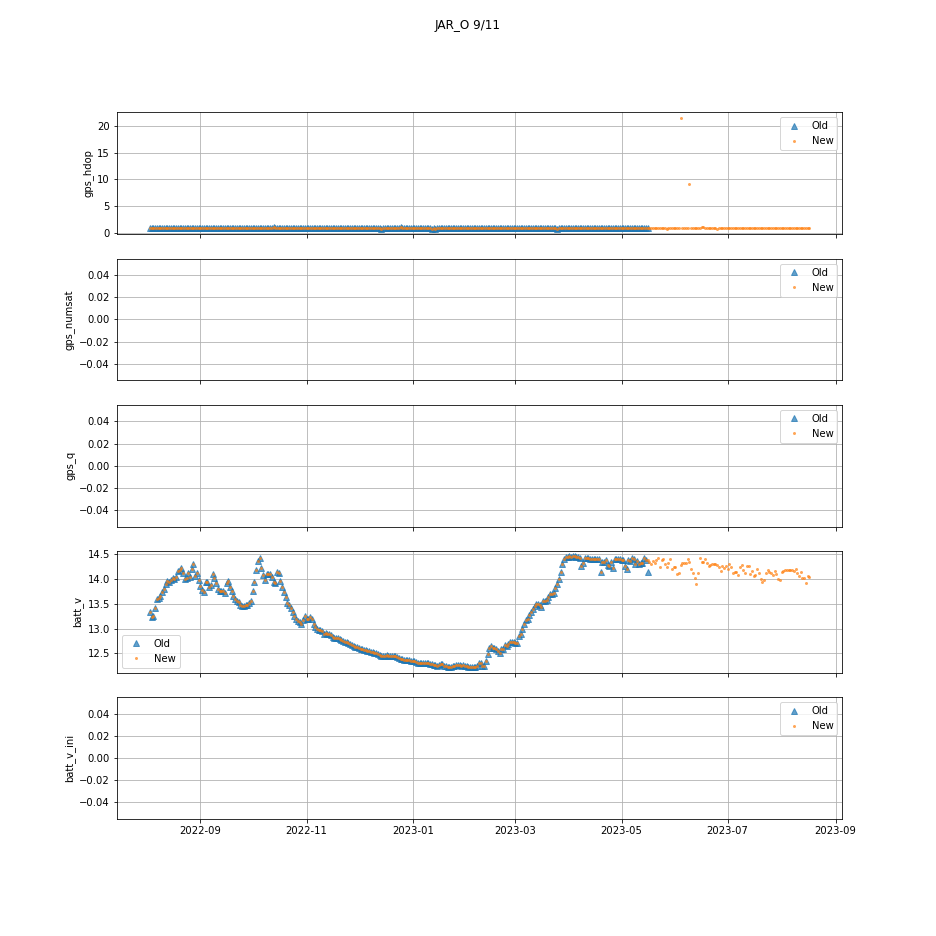 JAR_O 9/11
20
15
10
5
0
gps_hdop
Old
New
0.04
0.02
0.00
−0.02
−0.04
gps_numsat
Old
New
0.04
0.02
0.00
−0.02
−0.04
gps_q
Old
New
14.5
14.0
13.5
13.0
12.5
batt_v
Old
New
0.04
0.02
0.00
−0.02
−0.04
batt_v_ini
Old
New
2022-09
2022-11
2023-01
2023-03
2023-05
2023-07
2023-09